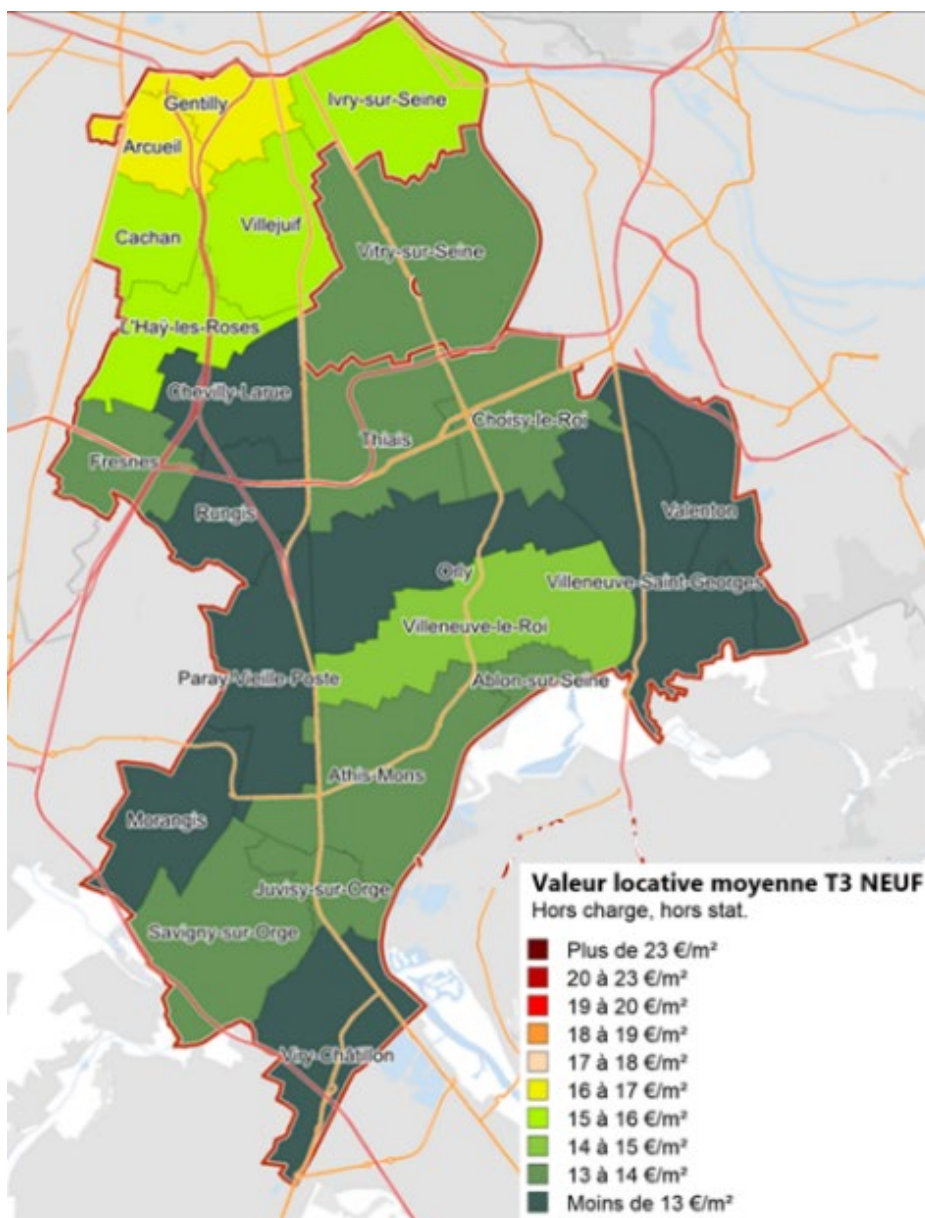 Ivry-sur-Seine
Gentilly
Arcueil
Cachan
Villejuif
Vitry-sur-Seine
L'Haÿ-les-Roses
Chevilly-Larue
Choisy-le-Roi
Thiais
Fresnes
Rungis
Valenton
Orly
Villeneuve-Saint-Georges
Villeneuve-le-Roi
Paray-Vieille-Poste
Ablon-sur-Seine
Athis-Mons
Morangis
Juvisy-sur-Orge
Savigny-sur-Orge
Viry-Châtillon
Valeur locative moyenne T3 NEUF
Hors charge, hors stat.
Plus de 23 €/m²
20 à 23 €/m²
19 à 20 €/m²
18 à 19 €/m²
17 à 18 €/m²
16 à 17 €/m²
15 à 16 €/m²
14 à 15 €/m²
13 à 14 €/m²
Moins de 13 €/m²